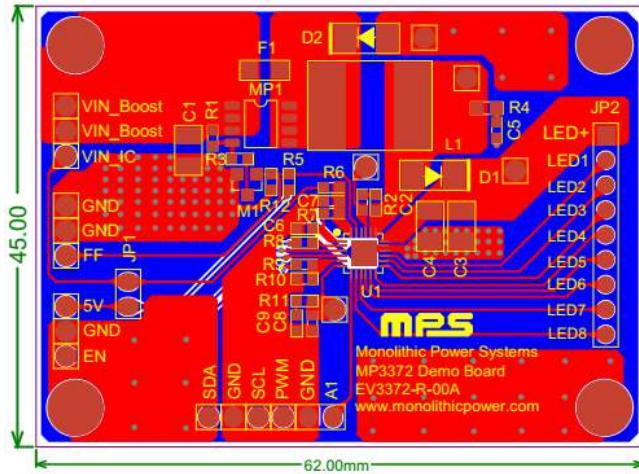 D2
F1
MP1
VIN_Boost
VIN_Boost
VIN_IC
C1
R1
R3
R5
L1
R4
C5
JP2
LED+
LED1
LED2
LED3
LED4
LED5
LED6
LED7
LED8
D1
GND
GND
FF
M1
R12
R6
C7
R7
C6
R8
R9
R10
R11
C9
C8
R2
C2
C4
C3
U1
JP1
5V
GND
EN
45.00
SDA
GND
SCL
PWM
GND
A1
mps
Monolithic Power Systems
MP3372 Demo Board
EV3372-R-00A
www.monolithicpower.com
62.00mm